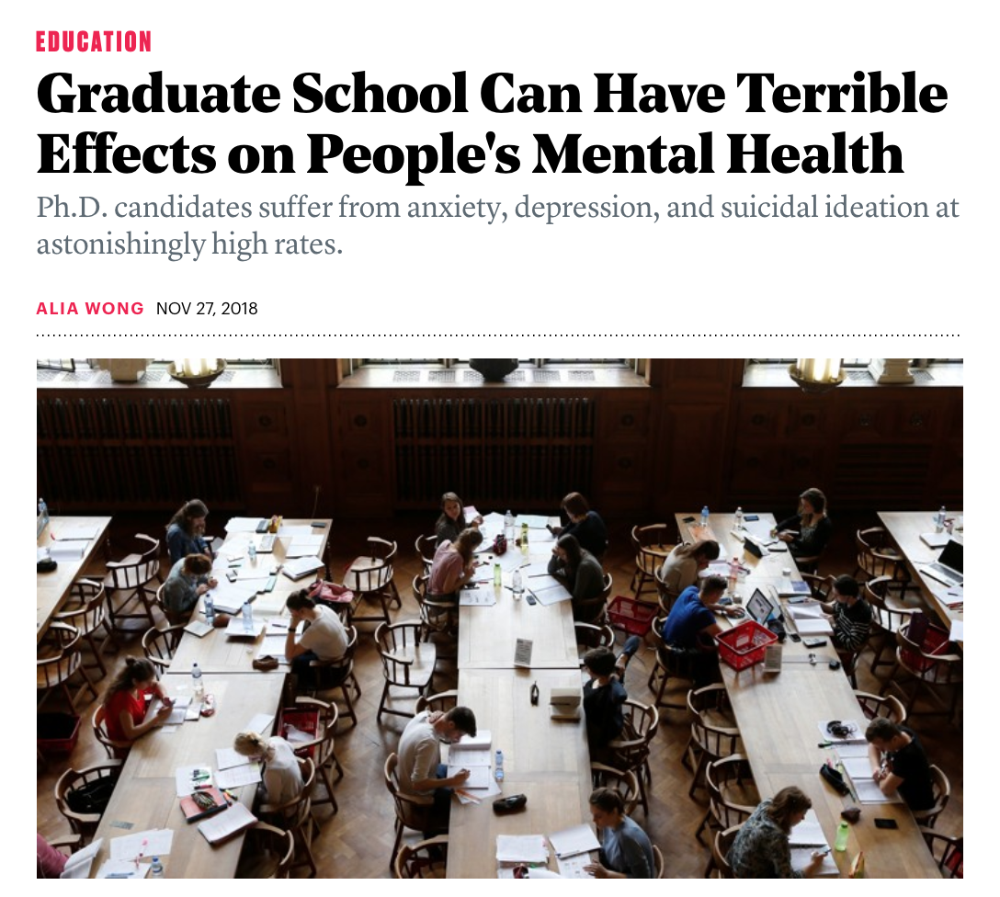 EDUCATION
Graduate School Can Have Terrible
Effects on People's Mental Health
Ph.D. candidates suffer from anxiety, depression, and suicidal ideation at
astonishingly high rates.
ALIA WONG NOV 27, 2018